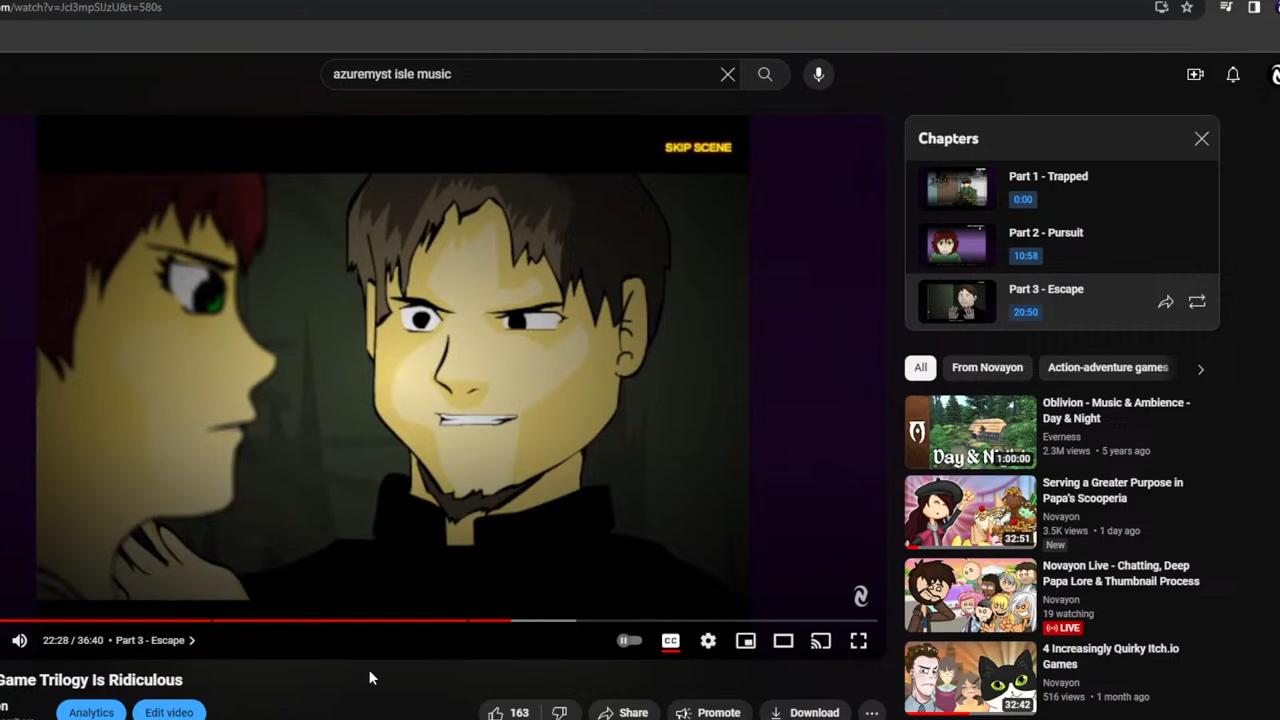 om/watch?v=JcI3mpSIJzU&t=580s
azuremyst isle music
SKIP SCENE
Chapters
Part 1 - Trapped
0:00
Part 2 - Pursuit
10:58
Part 3 - Escape
20:50
All
From Novayon
Action-adventure games
Oblivion - Music & Ambience -
Day & Night
Everness
2.3M views • 5 years ago
Day & Night
1:00:00
Serving a Greater Purpose in
Papa's Scooperia
Novayon
3.5K views • 1 day ago
New
32:51
Novayon Live - Chatting, Deep
Papa Lore & Thumbnail Process
Novayon
19 watching
LIVE
4 Increasingly Quirky Itch.io
Games
Novayon
516 views • 1 month ago
32:42
22:28 / 36:40 • Part 3 - Escape
CC
Game Trilogy Is Ridiculous
on
Analytics
Edit video
163
Share
Promote
Download